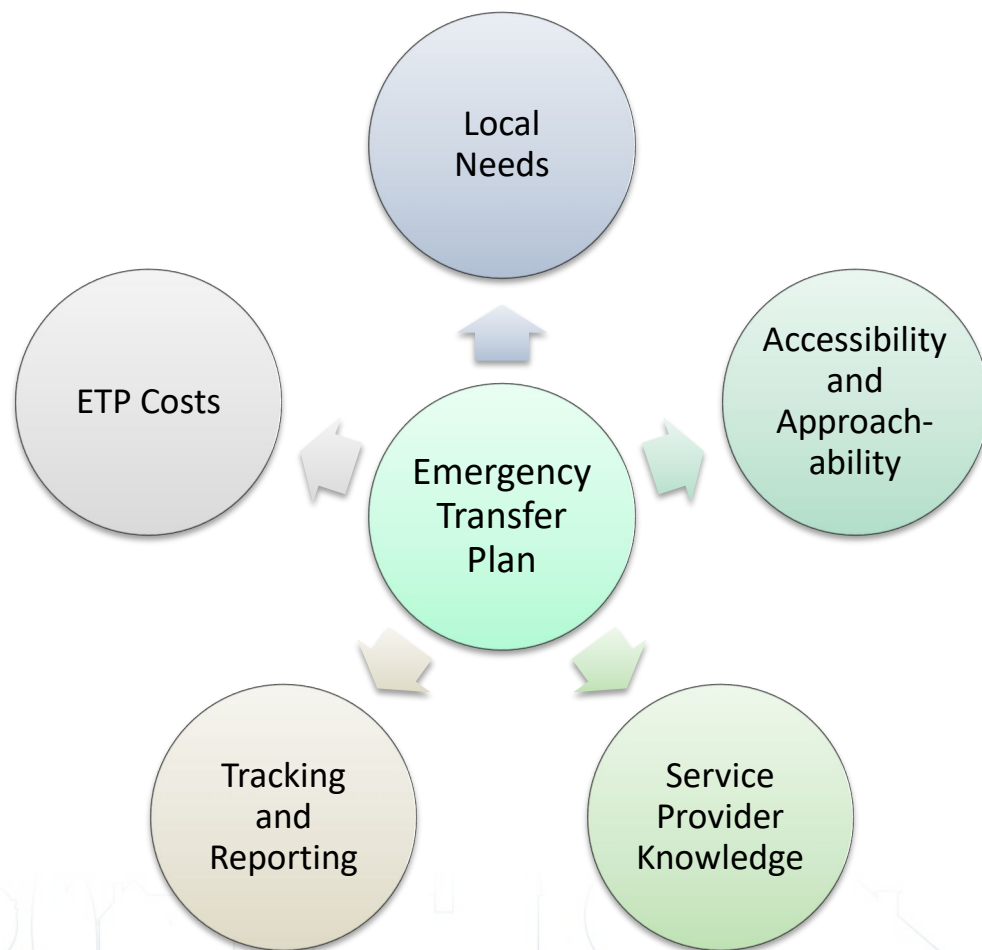 Local
Needs
ETP Costs
Accessibility
and
Approach-
ability
Emergency
Transfer
Plan
Tracking
and
Reporting
Service
Provider
Knowledge